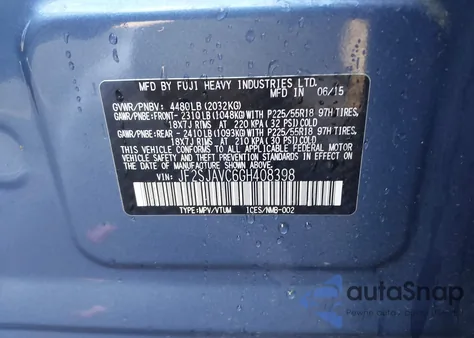 MFD BY FUJI HEAVY INDUSTRIES LTD.
MFD IN 06/15
GVWR/PNBV: 4480LB (2032KG)
GAWR/PNBE:FRONT- 2310LB (1048KG) WITH P225/55R18 97H TIRES,
18X7J RIMS AT 220 KPA (32 PSI) COLD
GAWR/PNBE:REAR - 2410LB (1093KG) WITH P225/55R18 97H TIRES,
18X7J RIMS AT 210 KPA (30 PSI) COLD
THIS VEHICLE CONFORMS TO ALL APPLICABLE FEDERAL MOTOR
VEHICLE SAFETY, BUMPER, AND THEFT PREVENTION STANDARDS IN EFFECT ON THE
DATE OF MANUFACTURE SHOWN ABOVE.
VIN: JF2SJAVC6GH408398
TYPE:MPV/VTUM ICES/NMB-002
autoSnap